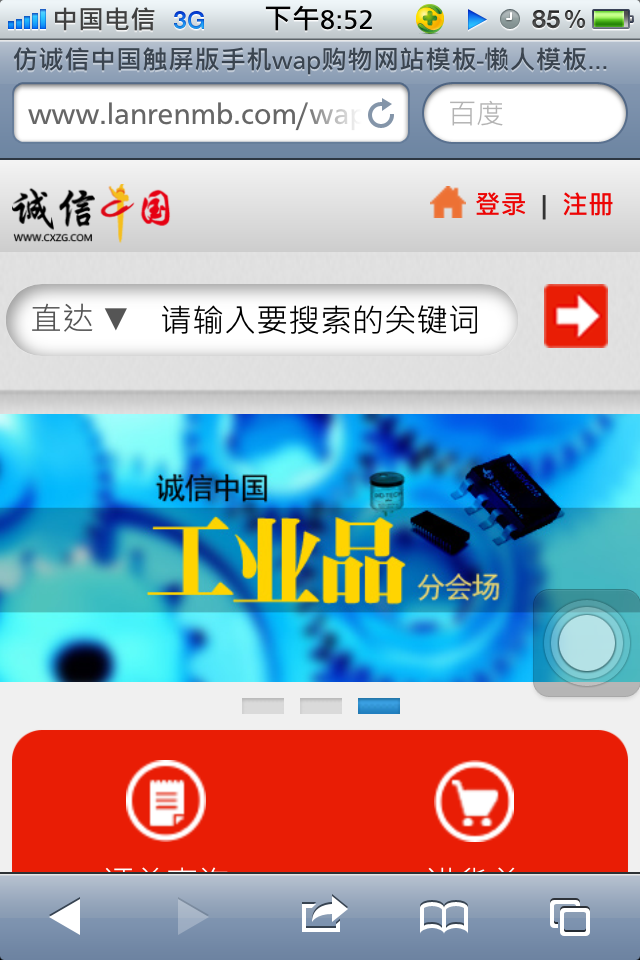 中国电信 3G 下午8:52 85%
仿诚信中国触屏版手机wap购物网站模板-懒人模板...
www.lanrenmb.com/wap
百度
诚信中国
WWW.CXZG.COM
登录 | 注册
直达 ▼ 请输入要搜索的关键词
诚信中国
工业品
分会场